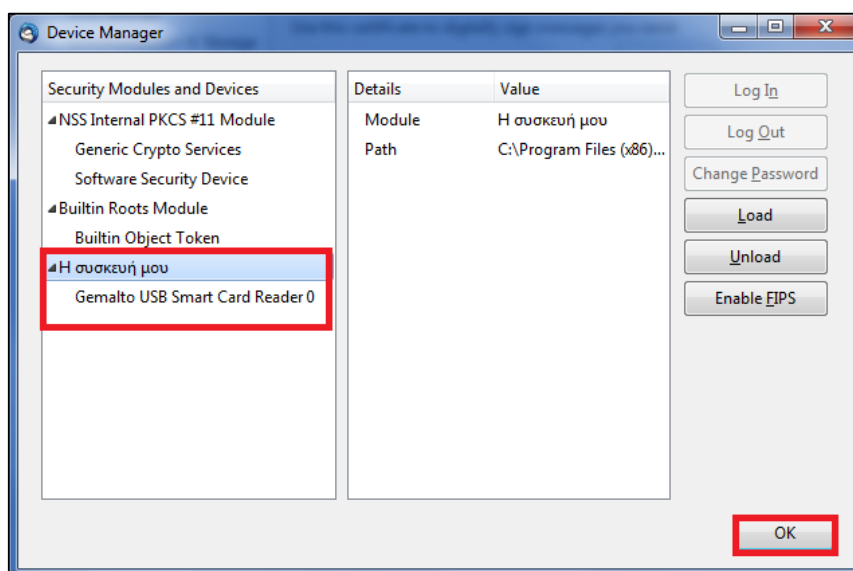 Device Manager
Security Modules and Devices
NSS Internal PKCS #11 Module
Generic Crypto Services
Software Security Device
Builtin Roots Module
Builtin Object Token
Η συσκευή μου
Gemalto USB Smart Card Reader 0
Details Value
Module Η συσκευή μου
Path C:\Program Files (x86)...
Log In
Log Out
Change Password
Load
Unload
Enable FIPS
OK